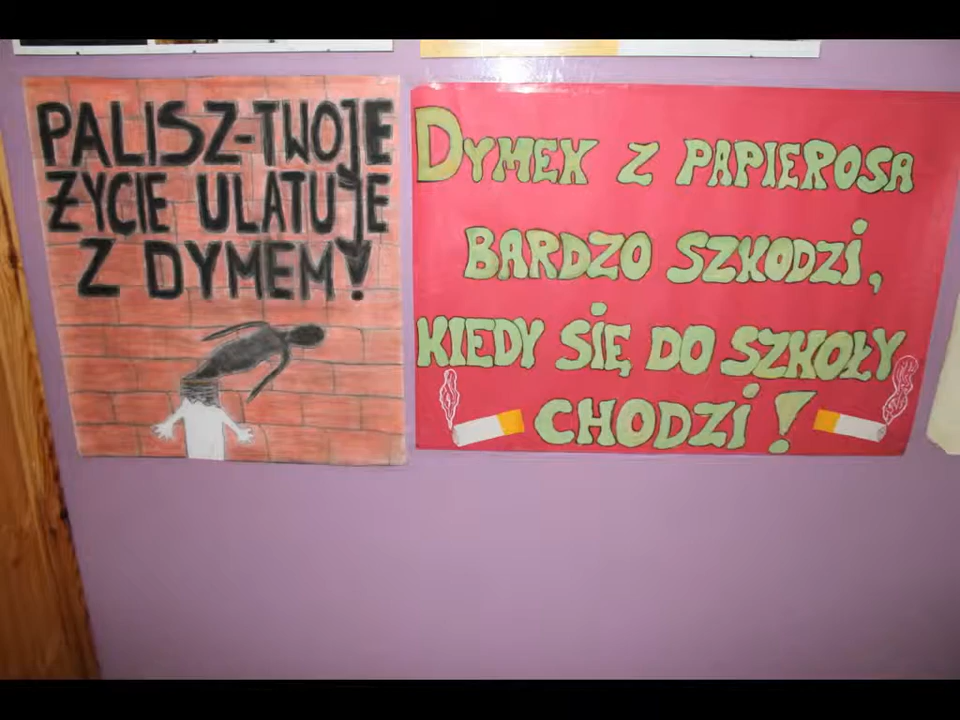 PALISZ-TWOJE
ŻYCIE ULATUJE
Z DYMEM!
DYMEK Z PAPIEROSA
BARDZO SZKODZI,
KIEDY SIĘ DO SZKOŁY
CHODZI!